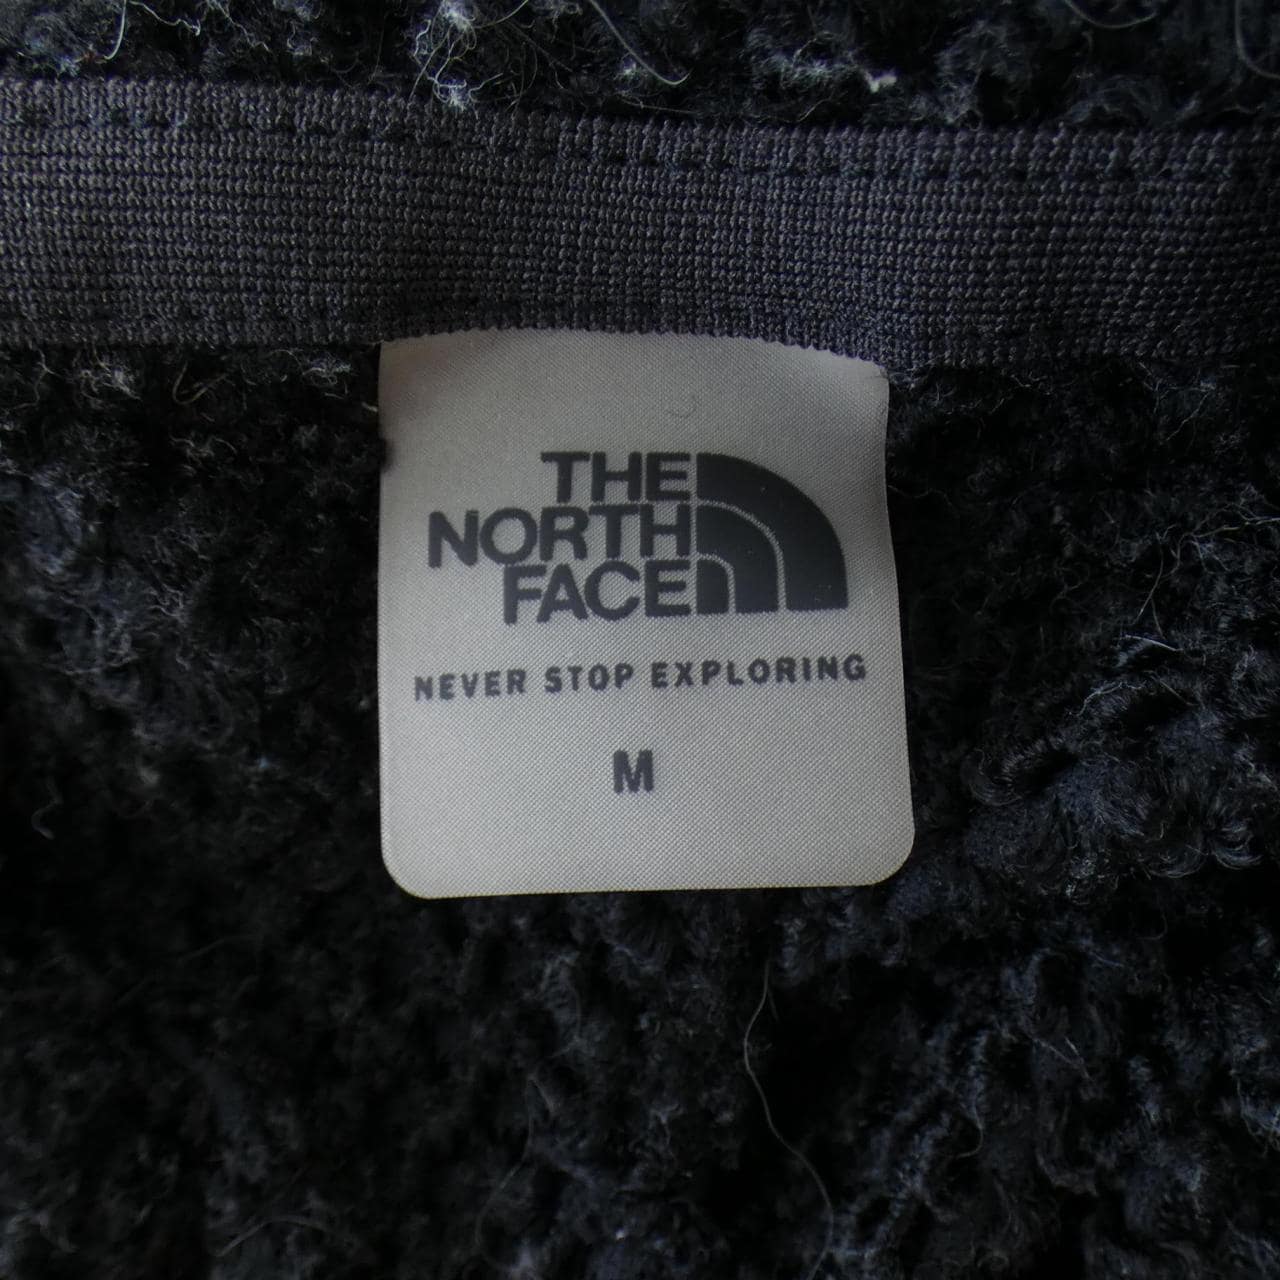 THE
NORTH
FACE
NEVER STOP EXPLORING
M